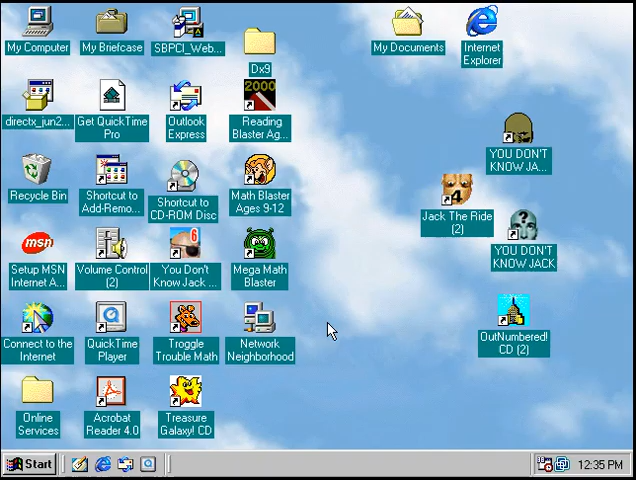 My Computer
My Briefcase
SBPCI_Web...
Dx9
My Documents
Internet
Explorer
directx_jun2...
Get QuickTime
Pro
Outlook
Express
2000
Reading
Blaster Ag...
YOU DON'T
KNOW JA...
Recycle Bin
Shortcut to
Add-Remo...
Shortcut to
CD-ROM Disc
Math Blaster
Ages 9-12
4
Jack The Ride
(2)
?
YOU DON'T
KNOW JACK
msn
Setup MSN
Internet A...
Volume Control
(2)
6
You Don't
Know Jack ...
Mega Math
Blaster
Connect to the
Internet
QuickTime
Player
Troggle
Trouble Math
Network
Neighborhood
OutNumbered!
CD (2)
Online
Services
Acrobat
Reader 4.0
Treasure
Galaxy! CD
Start
12:35 PM